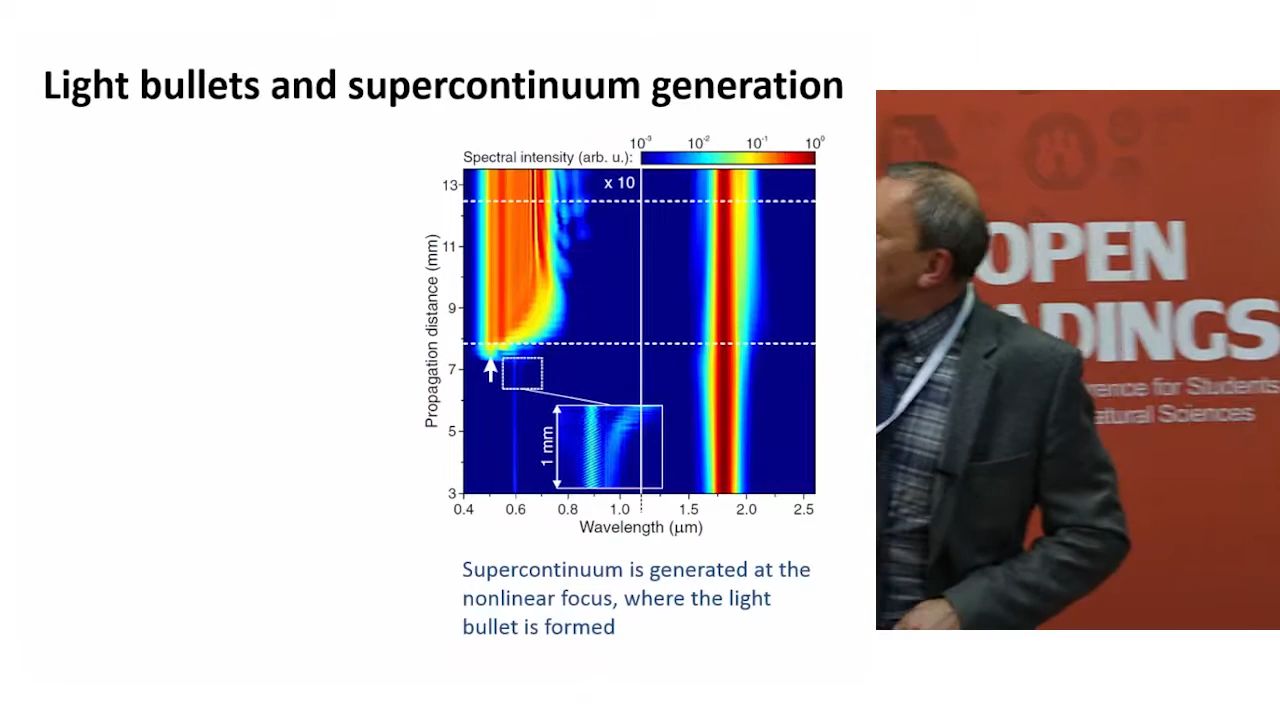 Light bullets and supercontinuum generation
Spectral intensity (arb. u.):
10⁻³ 10⁻² 10⁻¹ 10⁰
x 10
Propagation distance (mm)
13
11
9
7
5
3
1 mm
0.4 0.6 0.8 1.0 1.5 2.0 2.5
Wavelength (μm)
Supercontinuum is generated at the
nonlinear focus, where the light
bullet is formed
OPEN
ADINGS
rence for Students
atural Sciences